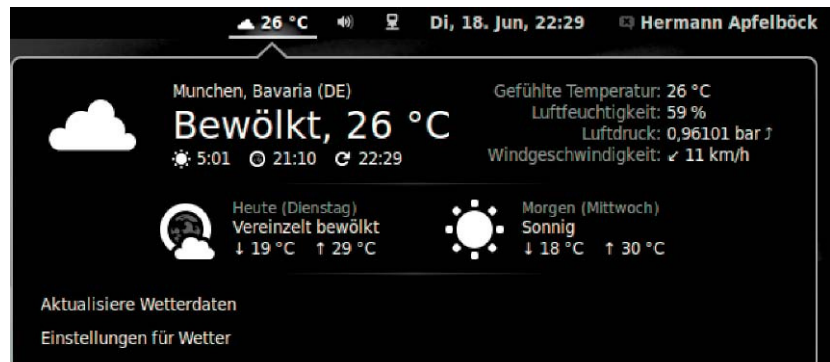 26 °C Di, 18. Jun, 22:29 Hermann Apfelböck
Munchen, Bavaria (DE)
Bewölkt, 26 °C
5:01 21:10 22:29
Gefühlte Temperatur: 26 °C
Luftfeuchtigkeit: 59 %
Luftdruck: 0,96101 bar ⤴
Windgeschwindigkeit: ↙ 11 km/h
Heute (Dienstag)
Vereinzelt bewölkt
↓ 19 °C ↑ 29 °C
Morgen (Mittwoch)
Sonnig
↓ 18 °C ↑ 30 °C
Aktualisiere Wetterdaten
Einstellungen für Wetter